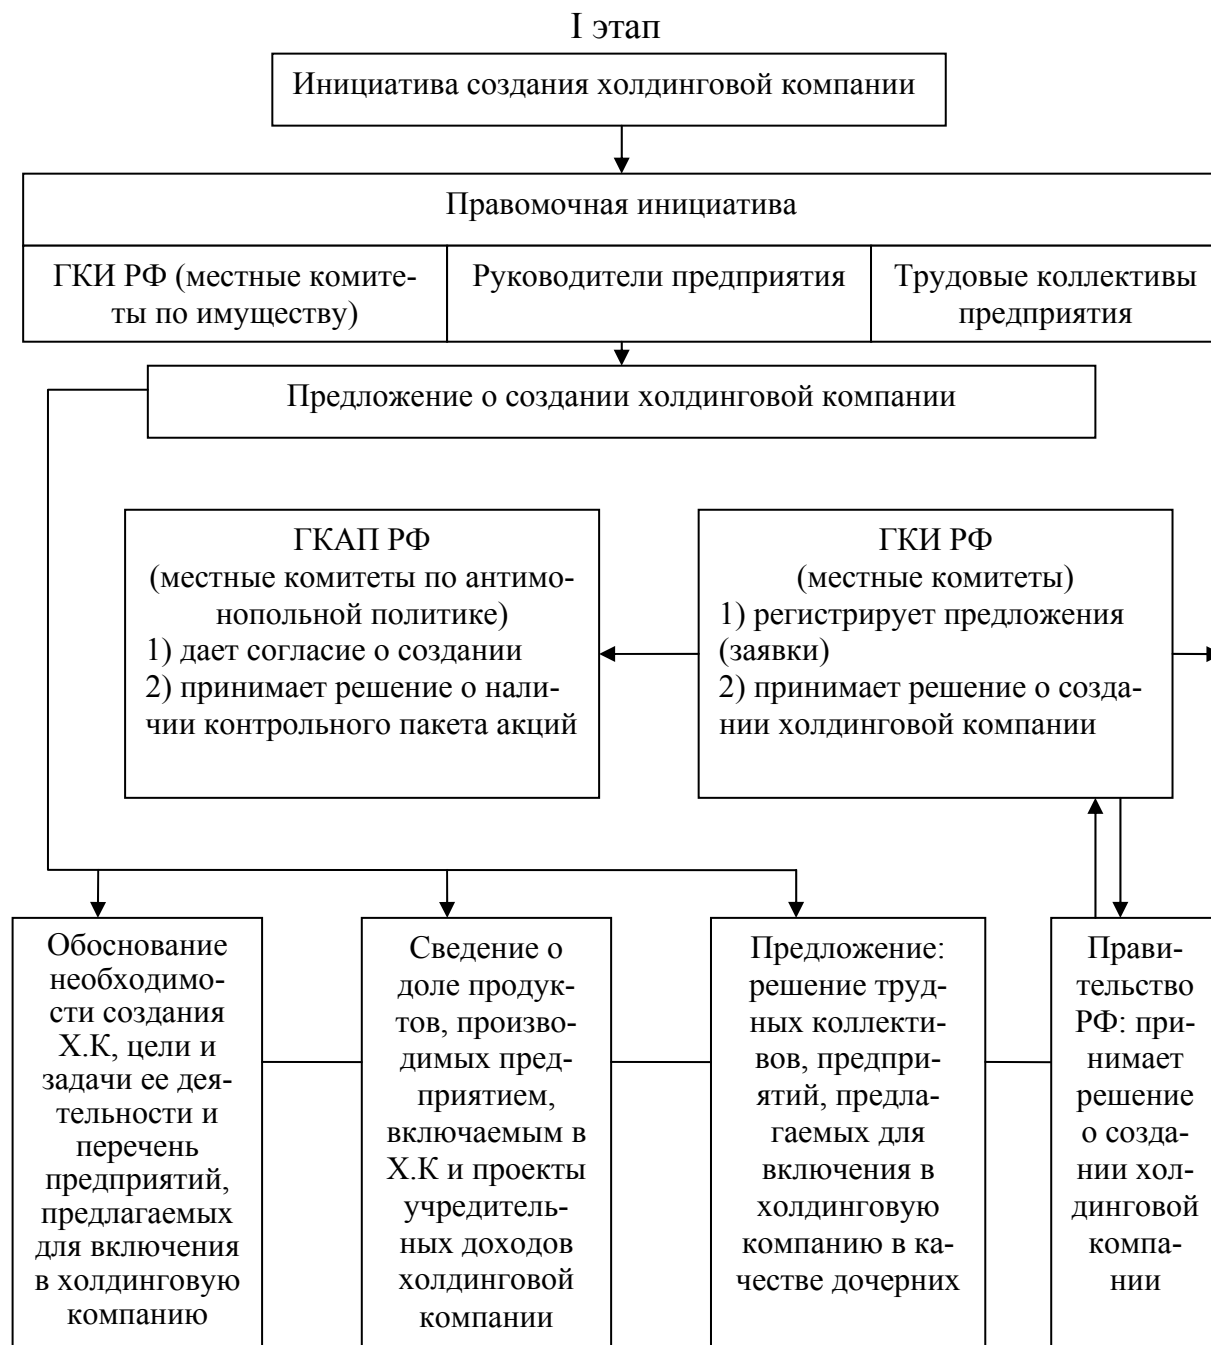 I этап
Инициатива создания холдинговой компании
Правомочная инициатива
ГКИ РФ (местные комите-
ты по имуществу)
Руководители предприятия
Трудовые коллективы
предприятия
Предложение о создании холдинговой компании
ГКАП РФ
(местные комитеты по антимо-
нопольной политике)
1) дает согласие о создании
2) принимает решение о нали-
чии контрольного пакета акций
ГКИ РФ
(местные комитеты)
1) регистрирует предложения
(заявки)
2) принимает решение о созда-
нии холдинговой компании
Обоснование
необходимо-
сти создания
Х.К, цели и
задачи ее дея-
тельности и
перечень
предприятий,
предлагаемых
для включения
в холдинговую
компанию
Сведение о
доле продук-
тов, произво-
димых пред-
приятием,
включаемым в
Х.К и проекты
учредитель-
ных доходов
холдинговой
компании
Предложение:
решение труд-
ных коллекти-
вов, предпри-
ятий, предла-
гаемых для
включения в
холдинговую
компанию в ка-
честве дочерних
Прави-
тельство
РФ: при-
нимает
решение
о созда-
нии хол-
динговой
компа-
нии